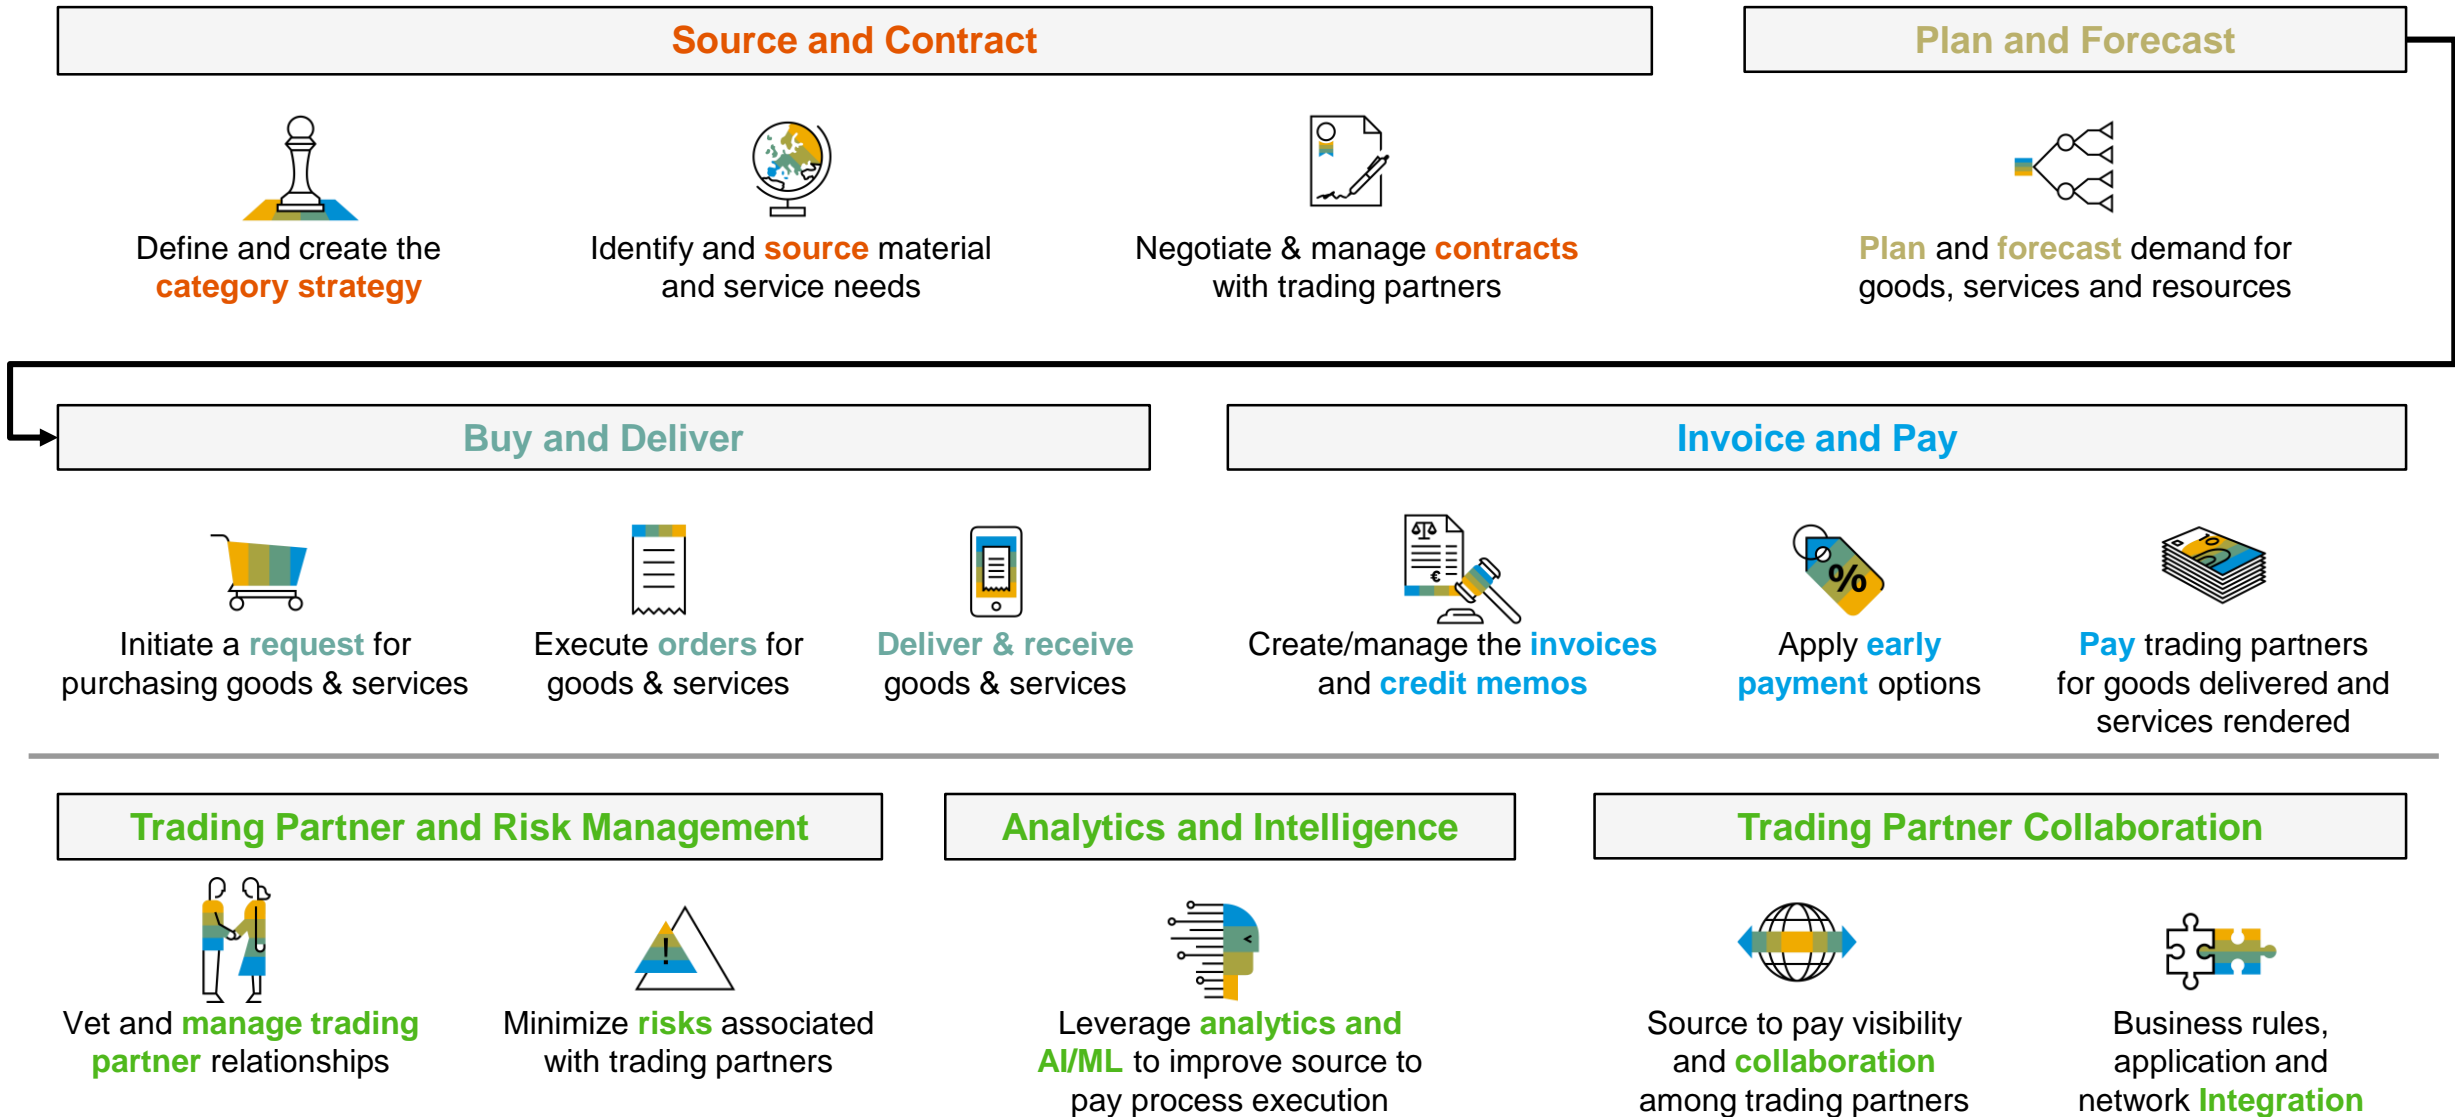 Source and Contract
Plan and Forecast
Define and create the
category strategy
Identify and source material
and service needs
Negotiate & manage contracts
with trading partners
Plan and forecast demand for
goods, services and resources
Buy and Deliver
Invoice and Pay
Initiate a request for
purchasing goods & services
Execute orders for
goods & services
Deliver & receive
goods & services
€
Create/manage the invoices
and credit memos
%
Apply early
payment options
10
Pay trading partners
for goods delivered and
services rendered
Trading Partner and Risk Management
Analytics and Intelligence
Trading Partner Collaboration
Vet and manage trading
partner relationships
!
Minimize risks associated
with trading partners
Leverage analytics and
AI/ML to improve source to
pay process execution
Source to pay visibility
and collaboration
among trading partners
Business rules,
application and
network Integration